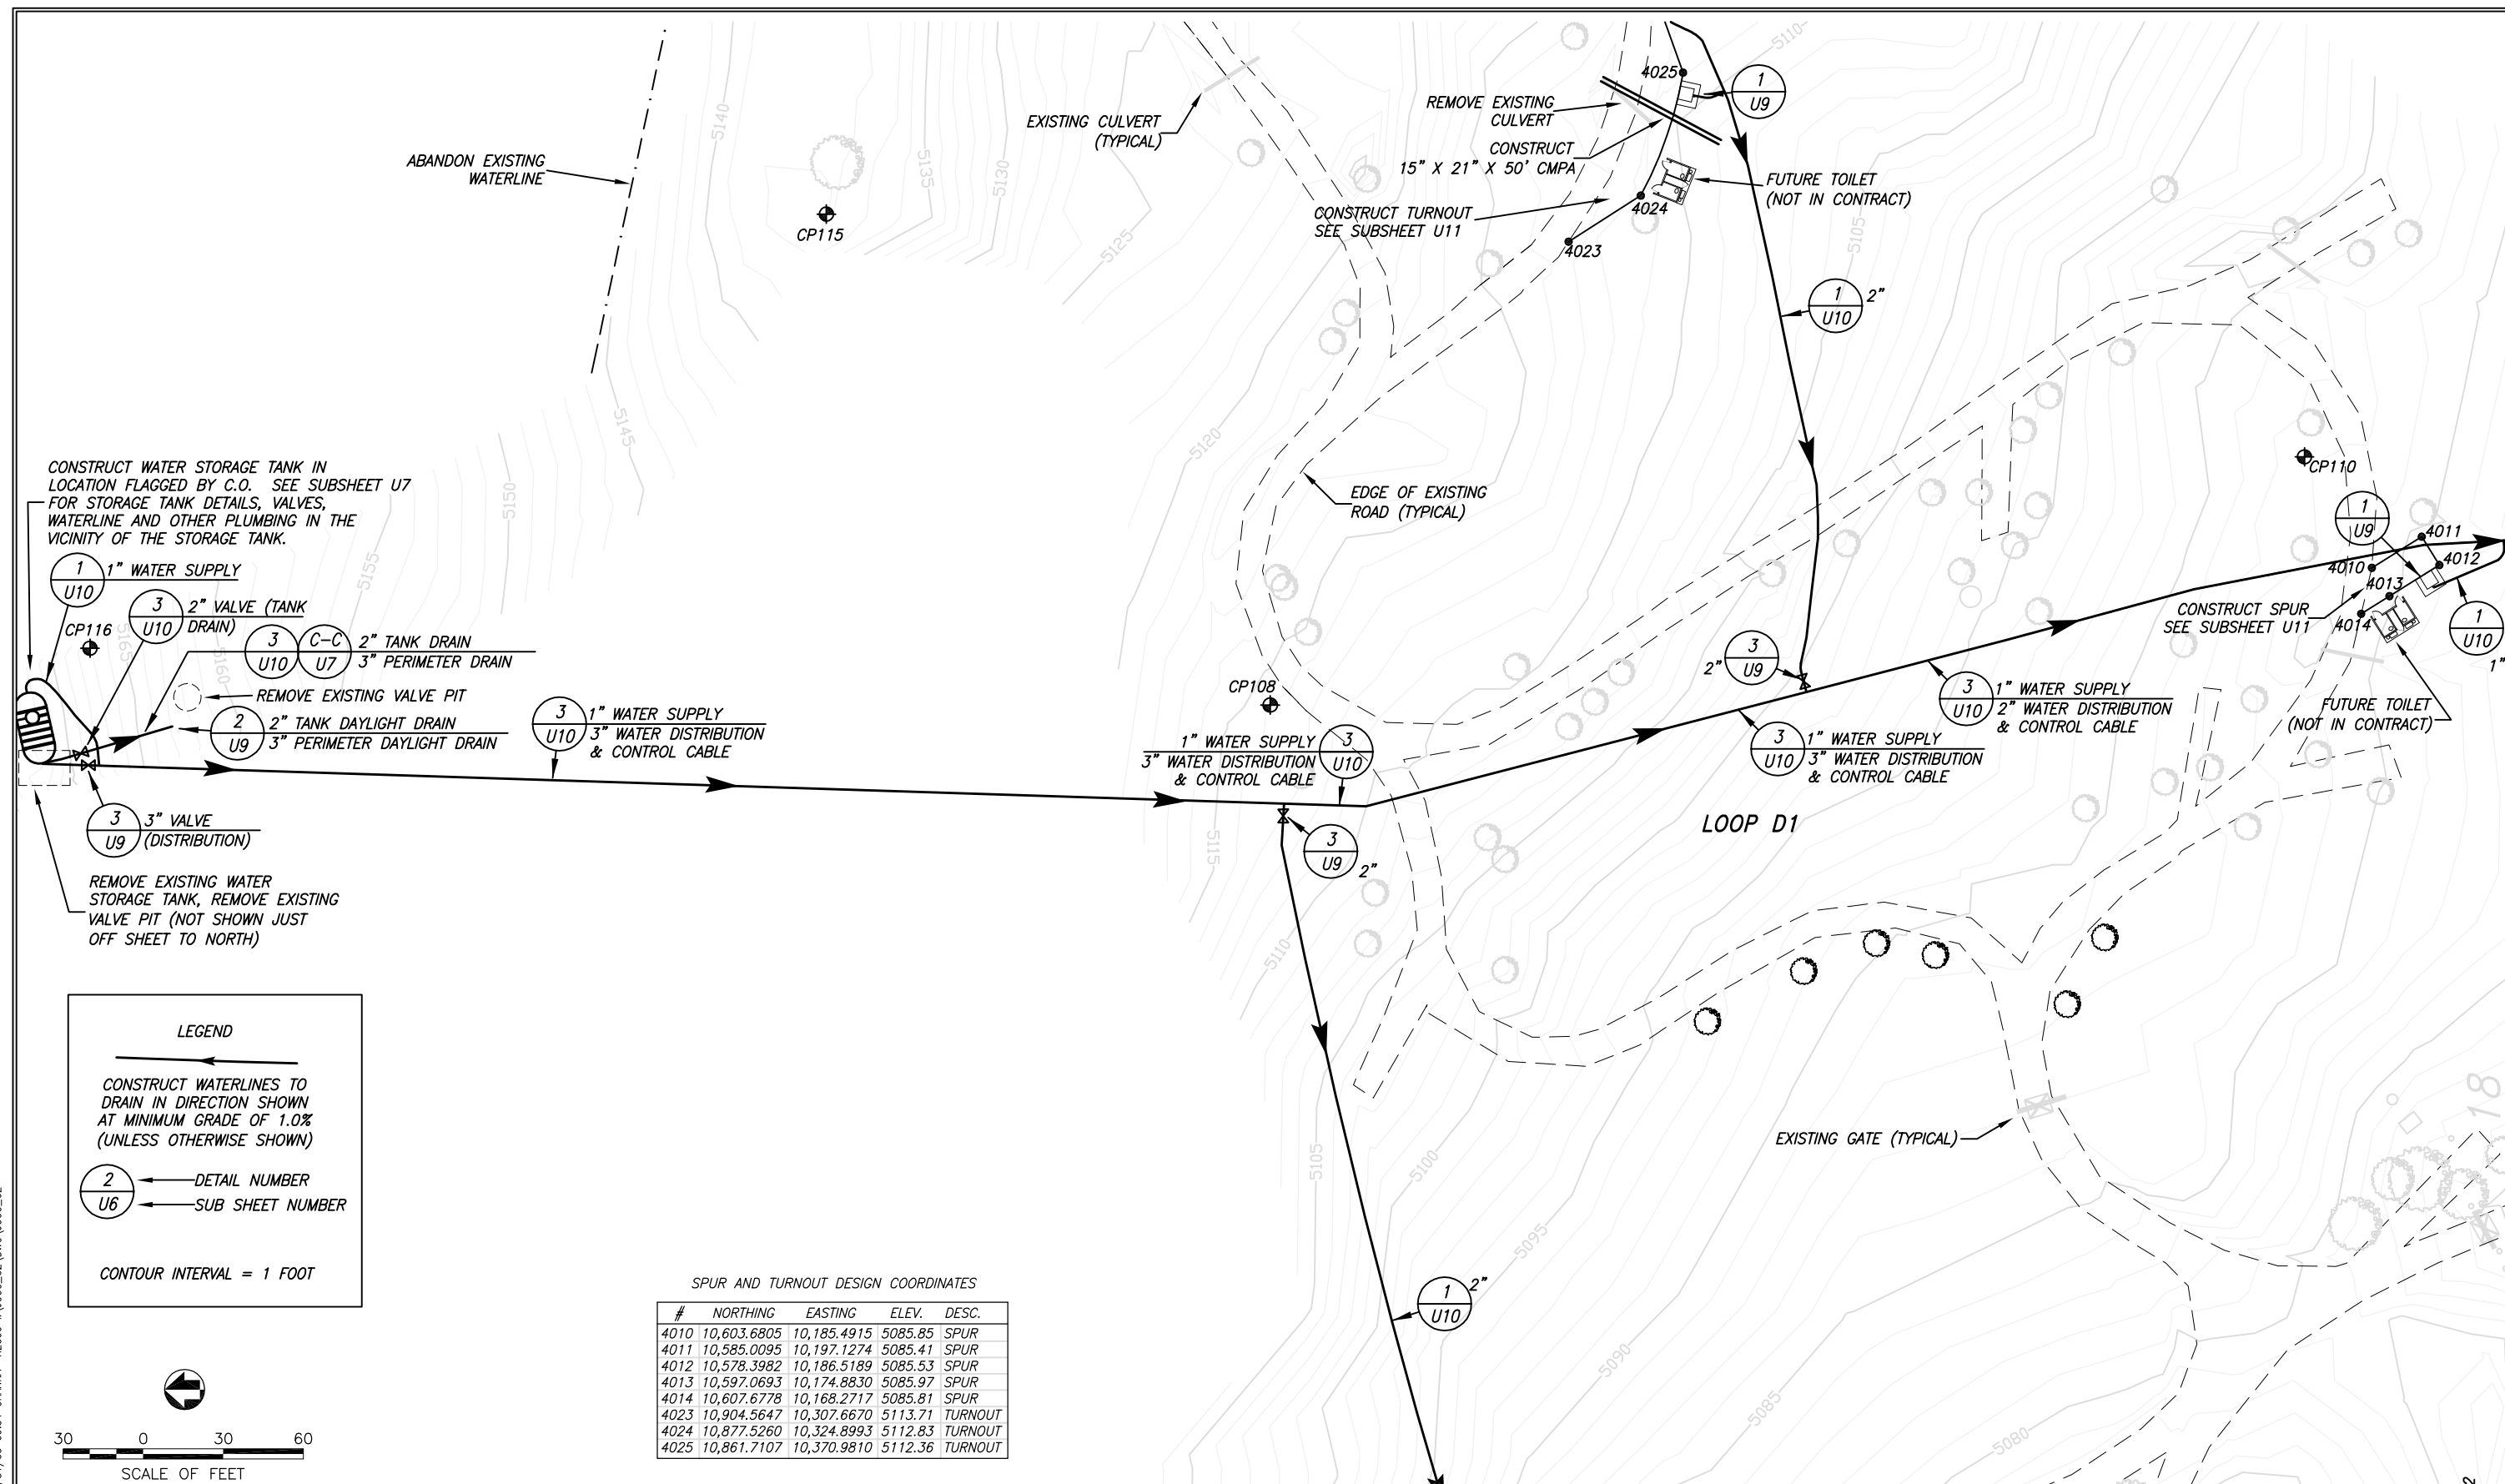 EXISTING CULVERT
(TYPICAL)
ABANDON EXISTING
WATERLINE
CP115
5140
5135
5130
5125
5110
4025
1
U9
REMOVE EXISTING
CULVERT
CONSTRUCT
15" X 21" X 50' CMPA
FUTURE TOILET
(NOT IN CONTRACT)
CONSTRUCT TURNOUT
SEE SUBSHEET U11
4024
4023
5105
1
U10
2"
5120
5145
5150
5155
5160
5165
CONSTRUCT WATER STORAGE TANK IN
LOCATION FLAGGED BY C.O. SEE SUBSHEET U7
FOR STORAGE TANK DETAILS, VALVES,
WATERLINE AND OTHER PLUMBING IN THE
VICINITY OF THE STORAGE TANK.
1
U10
1" WATER SUPPLY
3
U10
2" VALVE (TANK
DRAIN)
CP116
3
U10
C-C
U7
2" TANK DRAIN
3" PERIMETER DRAIN
REMOVE EXISTING VALVE PIT
2
U9
2" TANK DAYLIGHT DRAIN
3" PERIMETER DAYLIGHT DRAIN
3
U10
1" WATER SUPPLY
3" WATER DISTRIBUTION
& CONTROL CABLE
3
U9
3" VALVE
(DISTRIBUTION)
REMOVE EXISTING WATER
STORAGE TANK, REMOVE EXISTING
VALVE PIT (NOT SHOWN JUST
OFF SHEET TO NORTH)
EDGE OF EXISTING
ROAD (TYPICAL)
CP108
1" WATER SUPPLY
3" WATER DISTRIBUTION
& CONTROL CABLE
3
U10
3
U9
2"
2"
3
U9
3
U10
1" WATER SUPPLY
3" WATER DISTRIBUTION
& CONTROL CABLE
3
U10
1" WATER SUPPLY
2" WATER DISTRIBUTION
& CONTROL CABLE
LOOP D1
CP110
1
U9
4011
4012
4010
4013
4014
CONSTRUCT SPUR
SEE SUBSHEET U11
1
U10
1"
FUTURE TOILET
(NOT IN CONTRACT)
5115
5110
5105
5100
5095
5090
5085
5080
EXISTING GATE (TYPICAL)
18
1
U10
2"
2
LEGEND
CONSTRUCT WATERLINES TO
DRAIN IN DIRECTION SHOWN
AT MINIMUM GRADE OF 1.0%
(UNLESS OTHERWISE SHOWN)
2
U6
DETAIL NUMBER
SUB SHEET NUMBER
CONTOUR INTERVAL = 1 FOOT
30 0 30 60
SCALE OF FEET
SPUR AND TURNOUT DESIGN COORDINATES
# NORTHING EASTING ELEV. DESC.
4010 10,603.6805 10,185.4915 5085.85 SPUR
4011 10,585.0095 10,197.1274 5085.41 SPUR
4012 10,578.3982 10,186.5189 5085.53 SPUR
4013 10,597.0693 10,174.8830 5085.97 SPUR
4014 10,607.6778 10,168.2717 5085.81 SPUR
4023 10,904.5647 10,307.6670 5113.71 TURNOUT
4024 10,877.5260 10,324.8993 5112.83 TURNOUT
4025 10,861.7107 10,370.9810 5112.36 TURNOUT